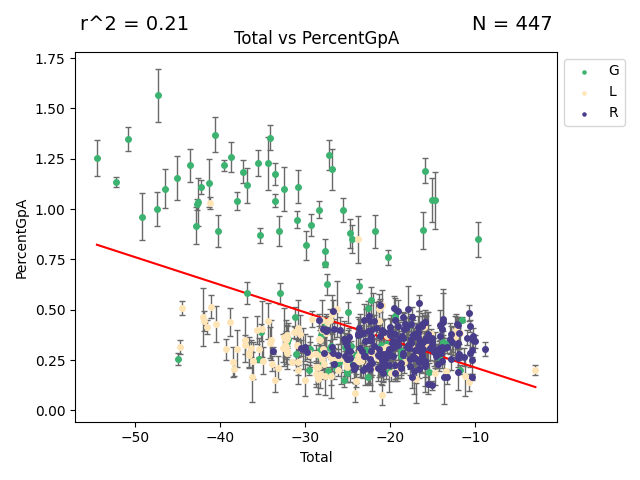 r^2 = 0.21
N = 447
Total vs PercentGpA
PercentGpA
1.75
1.50
1.25
1.00
0.75
0.50
0.25
0.00
−50
−40
−30
−20
−10
Total
G
L
R